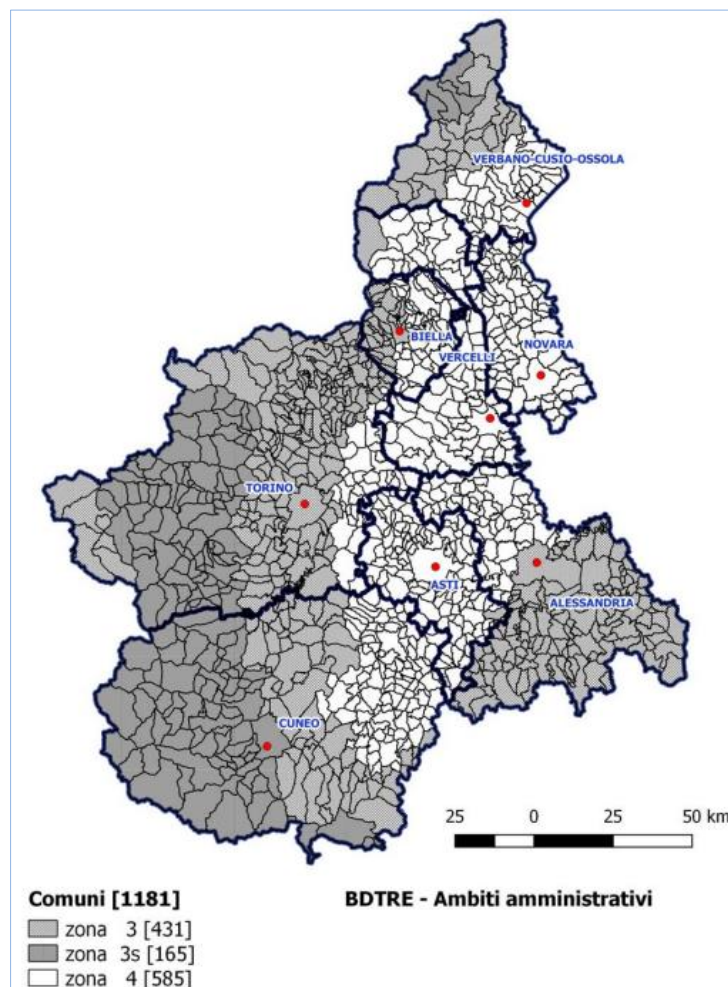 VERBANO-CUSIO-OSSOLA
BIELLA
NOVARA
VERCELLI
TORINO
ASTI
ALESSANDRIA
CUNEO
25 0 25 50 km
Comuni [1181]
BDTRE - Ambiti amministrativi
zona 3 [431]
zona 3s [165]
zona 4 [585]